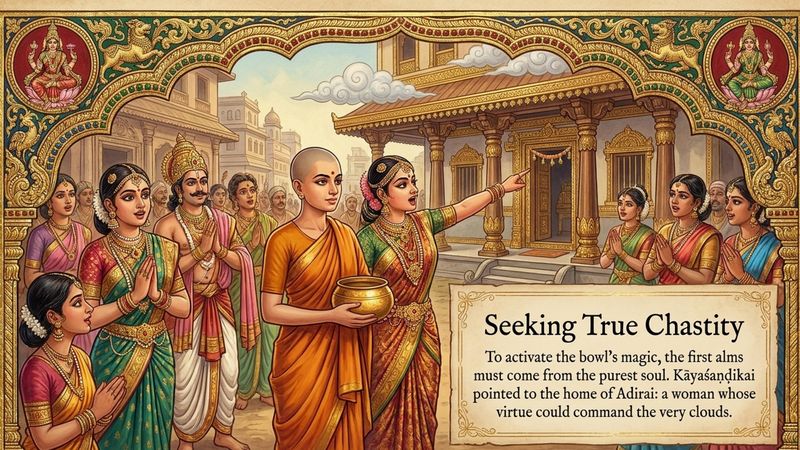 Seeking True Chastity
To activate the bowl's magic, the first alms
must come from the purest soul. Kāyaśaṇḍikai
pointed to the home of Adirai: a woman whose
virtue could command the very clouds.